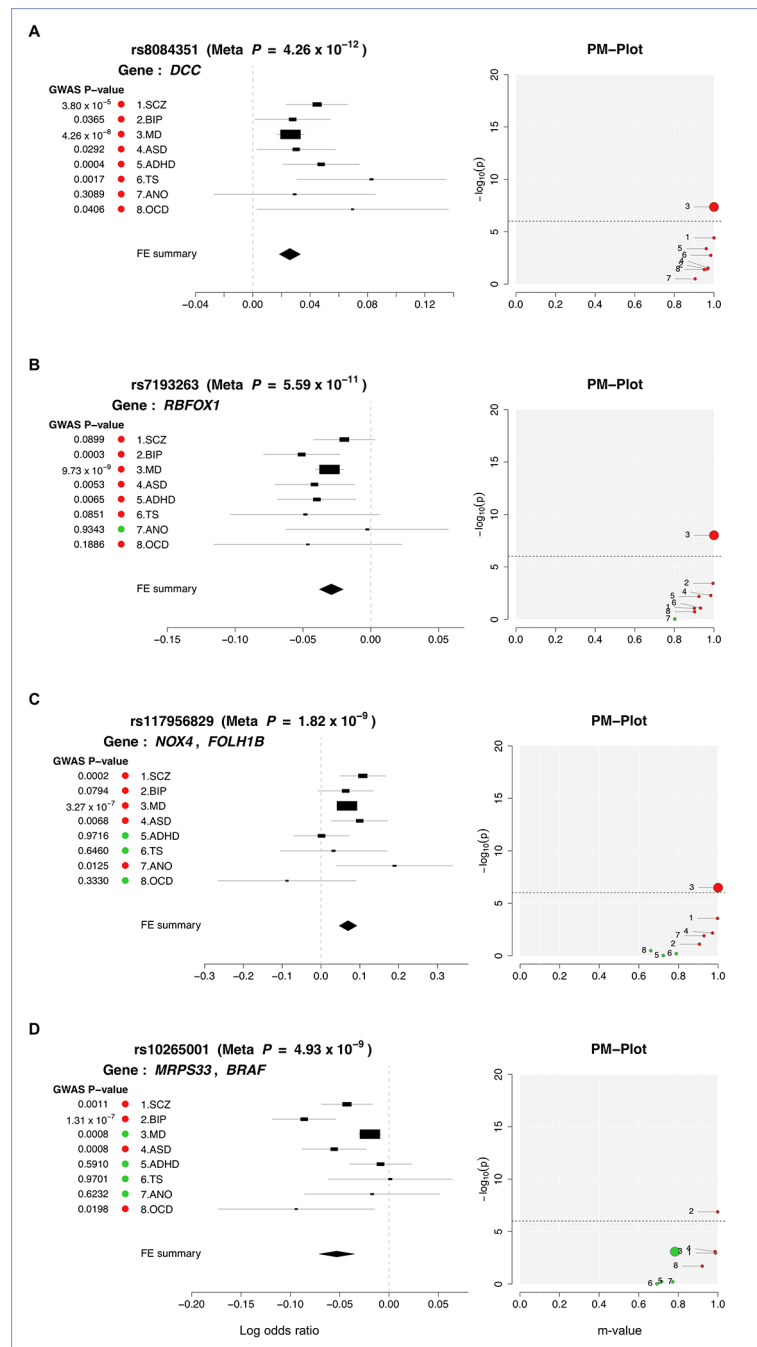 A
rs8084351 (Meta P = 4.26 x 10−12)
Gene : DCC
GWAS P-value
3.80 x 10−5 1.SCZ
0.0365 2.BIP
4.26 x 10−8 3.MD
0.0292 4.ASD
0.0004 5.ADHD
0.0017 6.TS
0.3089 7.ANO
0.0406 8.OCD
FE summary
−0.04 0.00 0.04 0.08 0.12
PM−Plot
−log10(p)
20
15
10
5
0
3
1
5
6
4
2
8
7
0.0 0.2 0.4 0.6 0.8 1.0
B
rs7193263 (Meta P = 5.59 x 10−11)
Gene : RBFOX1
GWAS P-value
0.0899 1.SCZ
0.0003 2.BIP
9.73 x 10−9 3.MD
0.0053 4.ASD
0.0065 5.ADHD
0.0851 6.TS
0.9343 7.ANO
0.1886 8.OCD
FE summary
−0.15 −0.10 −0.05 0.00
PM−Plot
−log10(p)
20
15
10
5
0
3
2
4
5
6
1
8
7
0.0 0.2 0.4 0.6 0.8 1.0
C
rs117956829 (Meta P = 1.82 x 10−9)
Gene : NOX4 , FOLH1B
GWAS P-value
0.0002 1.SCZ
0.0794 2.BIP
3.27 x 10−7 3.MD
0.0068 4.ASD
0.9716 5.ADHD
0.6460 6.TS
0.0125 7.ANO
0.3330 8.OCD
FE summary
−0.3 −0.2 −0.1 0.0 0.1 0.2 0.3
PM−Plot
−log10(p)
20
15
10
5
0
3
1
4
7
2
8
5
6
0.0 0.2 0.4 0.6 0.8 1.0
D
rs10265001 (Meta P = 4.93 x 10−9)
Gene : MRPS33 , BRAF
GWAS P-value
0.0011 1.SCZ
1.31 x 10−7 2.BIP
0.0008 3.MD
0.0008 4.ASD
0.5910 5.ADHD
0.9701 6.TS
0.6232 7.ANO
0.0198 8.OCD
FE summary
−0.20 −0.15 −0.10 −0.05 0.00
Log odds ratio
PM−Plot
−log10(p)
20
15
10
5
0
2
4
3
1
8
6
5
7
0.0 0.2 0.4 0.6 0.8 1.0
m-value